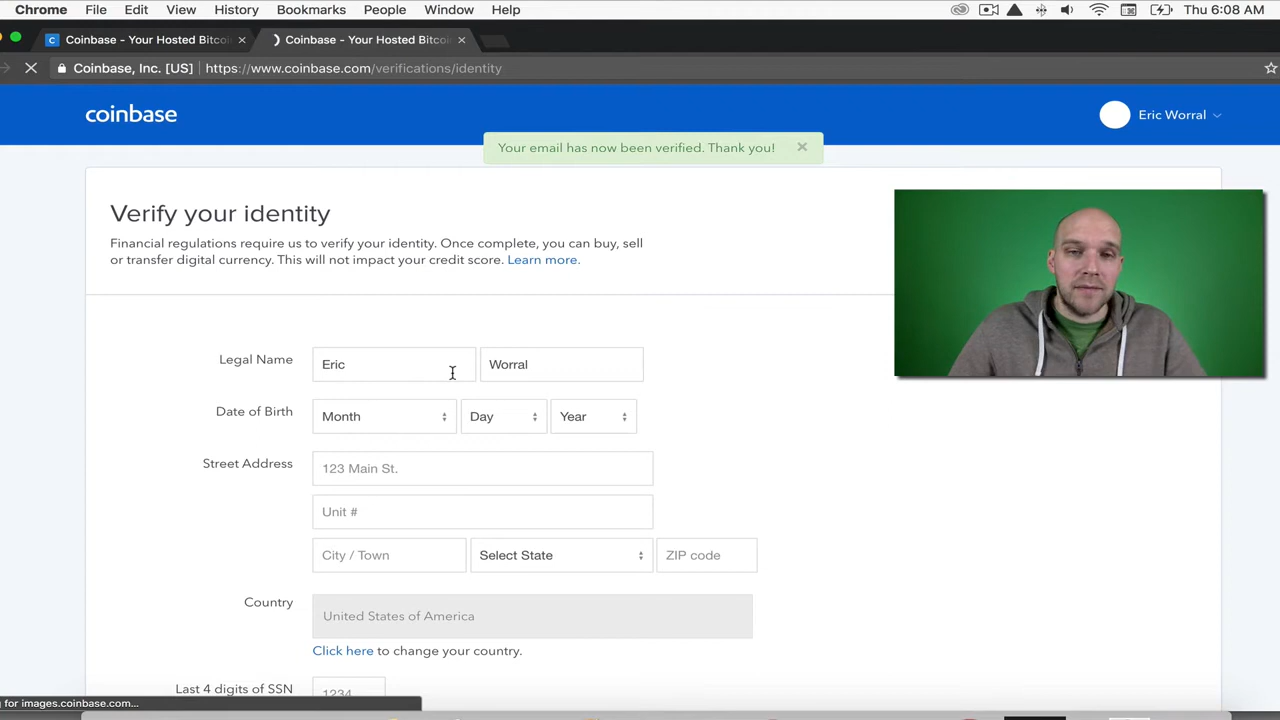 Chrome File Edit View History Bookmarks People Window Help Thu 6:08 AM
Coinbase - Your Hosted Bitcoi Coinbase - Your Hosted Bitcoi
Coinbase, Inc. [US] https://www.coinbase.com/verifications/identity
coinbase Eric Worral
Your email has now been verified. Thank you!
Verify your identity
Financial regulations require us to verify your identity. Once complete, you can buy, sell
or transfer digital currency. This will not impact your credit score. Learn more.
Legal Name Eric Worral
Date of Birth Month Day Year
Street Address 123 Main St.
Unit #
City / Town Select State ZIP code
Country United States of America
Click here to change your country.
Last 4 digits of SSN 1234
g for images.coinbase.com...